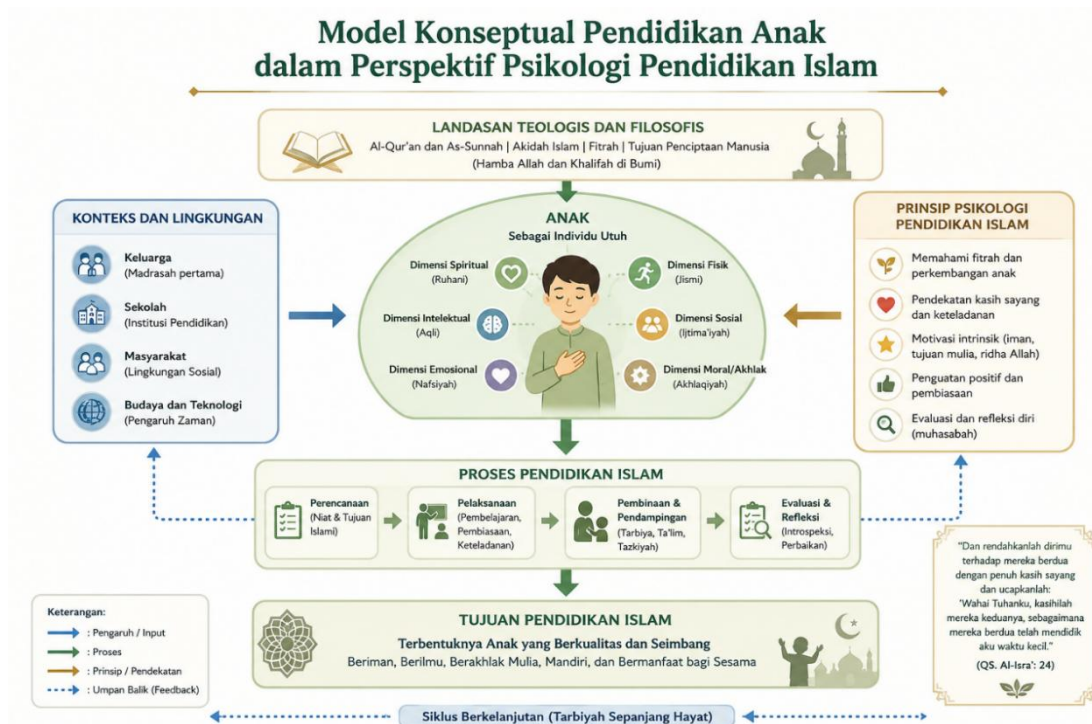 Model Konseptual Pendidikan Anak
dalam Perspektif Psikologi Pendidikan Islam
LANDASAN TEOLOGIS DAN FILOSOFIS
Al-Qur'an dan As-Sunnah | Akidah Islam | Fitrah | Tujuan Penciptaan Manusia
(Hamba Allah dan Khalifah di Bumi)
KONTEKS DAN LINGKUNGAN
Keluarga
(Madrasah pertama)
Sekolah
(Institusi Pendidikan)
Masyarakat
(Lingkungan Sosial)
Budaya dan Teknologi
(Pengaruh Zaman)
ANAK
Sebagai Individu Utuh
Dimensi Spiritual
(Ruhani)
Dimensi Intelektual
(Aqli)
Dimensi Emosional
(Nafsiyah)
Dimensi Fisik
(Jismi)
Dimensi Sosial
(Ijtima'iyah)
Dimensi Moral/Akhlak
(Akhlaqiyah)
PRINSIP PSIKOLOGI
PENDIDIKAN ISLAM
Memahami fitrah dan
perkembangan anak
Pendekatan kasih sayang
dan keteladanan
Motivasi intrinsik (iman,
tujuan mulia, ridha Allah)
Penguatan positif dan
pembiasaan
Evaluasi dan refleksi diri
(muhasabah)
PROSES PENDIDIKAN ISLAM
Perencanaan
(Niat & Tujuan
Islami)
Pelaksanaan
(Pembelajaran,
Pembiasaan,
Keteladanan)
Pembinaan &
Pendampingan
(Tarbiya, Ta'lim,
Tazkiyah)
Evaluasi &
Refleksi
(Introspeksi,
Perbaikan)
Keterangan:
: Pengaruh / Input
: Proses
: Prinsip / Pendekatan
: Umpan Balik (Feedback)
TUJUAN PENDIDIKAN ISLAM
Terbentuknya Anak yang Berkualitas dan Seimbang
Beriman, Berilmu, Berakhlak Mulia, Mandiri, dan Bermanfaat bagi Sesama
"Dan rendahkanlah dirimu
terhadap mereka berdua
dengan penuh kasih sayang
dan ucapkanlah:
'Wahai Tuhanku, kasihilah
mereka keduanya, sebagaimana
mereka berdua telah mendidik
aku waktu kecil."
(QS. Al-Isra': 24)
Siklus Berkelanjutan (Tarbiyah Sepanjang Hayat)